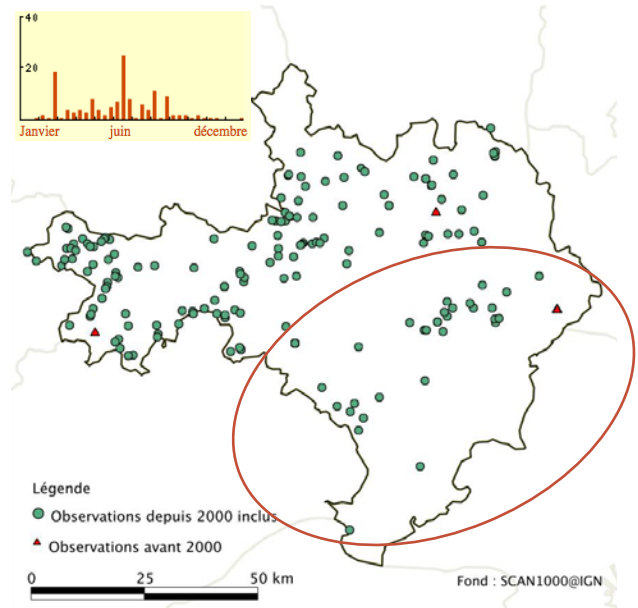 40
20
Janvier juin décembre
Légende
Observations depuis 2000 inclus
Observations avant 2000
0 25 50 km
Fond : SCAN1000@IGN